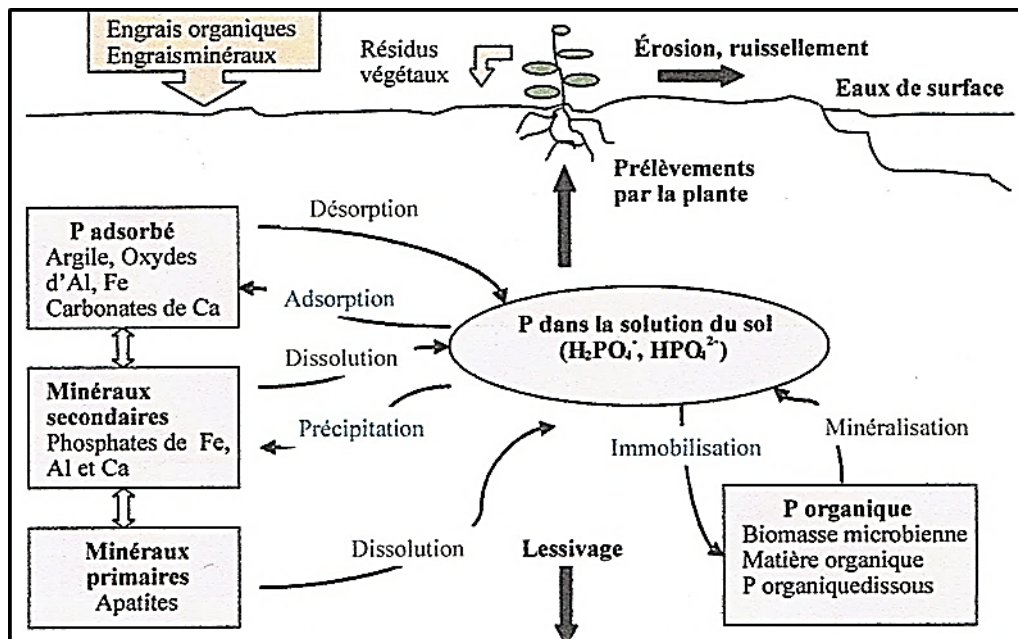 Engrais organiques
Engraisminéraux
Résidus
végétaux
Érosion, ruissellement
Eaux de surface
Prélèvements
par la plante
Désorption
P adsorbé
Argile, Oxydes
d'Al, Fe
Carbonates de Ca
Adsorption
P dans la solution du sol
(H₂PO₄⁻, HPO₄²⁻)
Dissolution
Minéraux
secondaires
Phosphates de Fe,
Al et Ca
Précipitation
Immobilisation
Minéralisation
P organique
Biomasse microbienne
Matière organique
P organiquedissous
Minéraux
primaires
Apatites
Dissolution
Lessivage